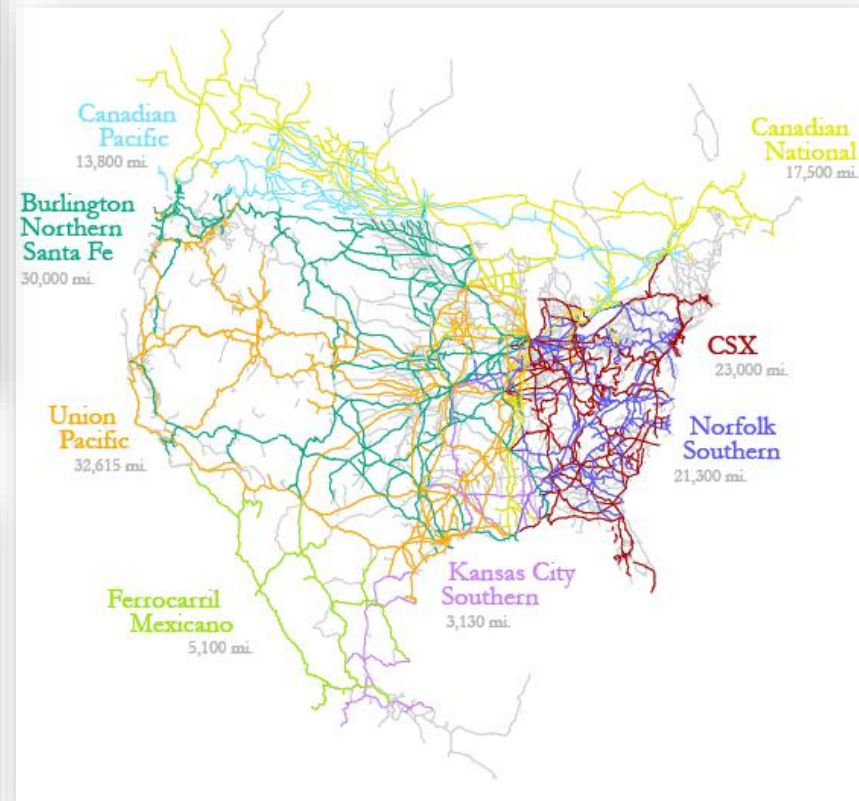 Canadian
Pacific
13,800 mi.
Canadian
National
17,500 mi.
Burlington
Northern
Santa Fe
30,000 mi.
CSX
23,000 mi.
Union
Pacific
32,615 mi.
Norfolk
Southern
21,300 mi.
Kansas City
Southern
3,130 mi.
Ferrocarril
Mexicano
5,100 mi.